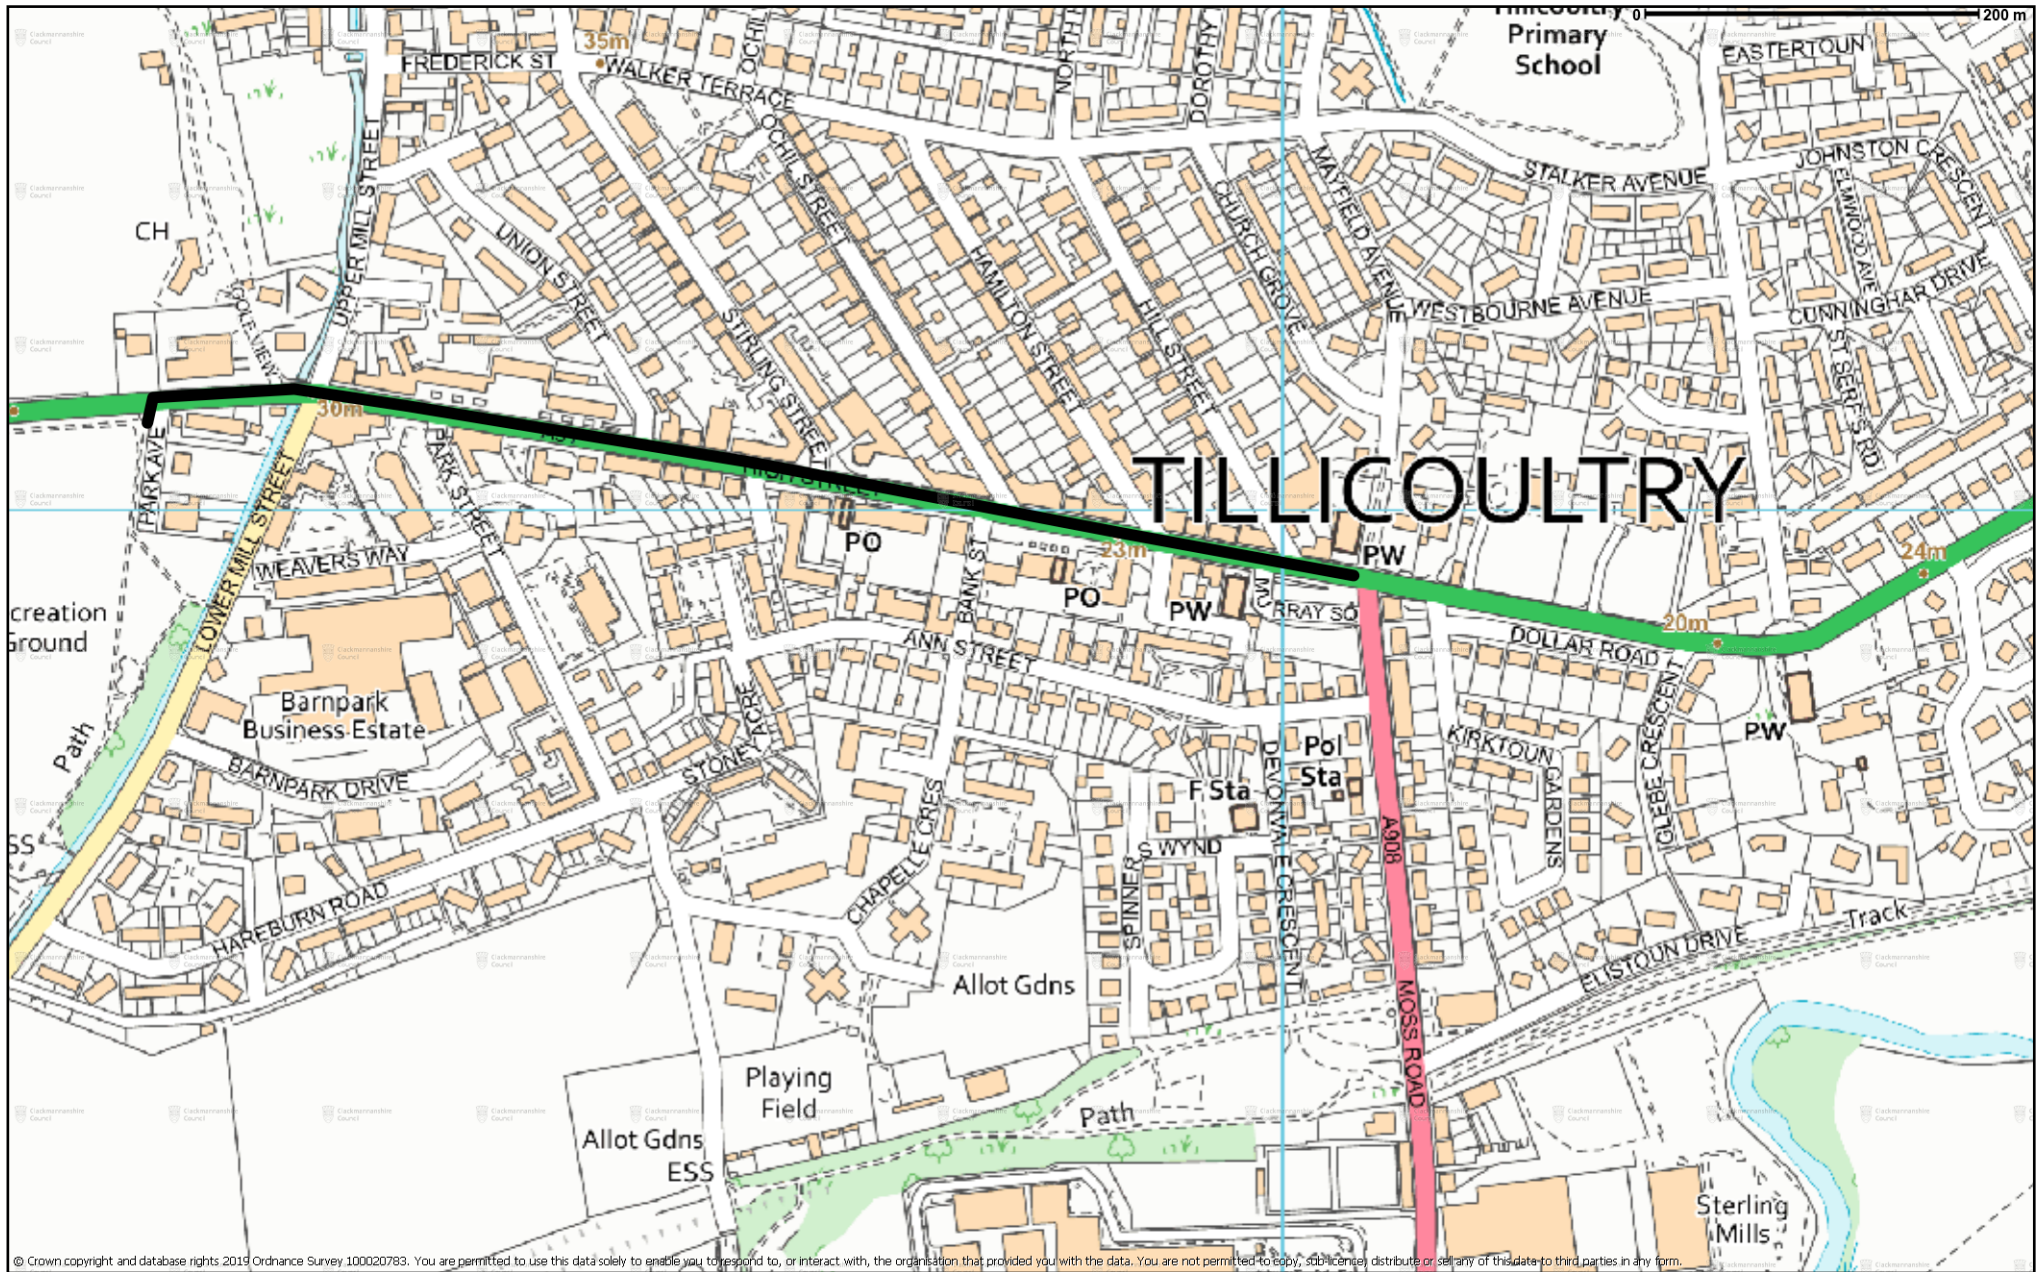 Tillicoultry
Primary
School
0
200 m
35m
FREDERICK ST
WALKER TERRACE
NORTH
DOROTHY
EASTERTOUN
STALKER AVENUE
JOHNSTON CRESCENT
ELMWOOD AVE
UPPER MILL STREET
OCHIL STREET
CHURCH GROVE
MAYFIELD AVENUE
CH
UNION STREET
HAMILTON STREET
HILL STREET
WESTBOURNE AVENUE
CUNNINGHAR DRIVE
ST SERFS RD
STIRLING STREET
30m
PARK AVE
PARK STREET
HIGH STREET
TILLICOULTRY
LOWER MILL STREET
WEAVERS WAY
PO
BANK ST
23m
PW
24m
PO
PW
MURRAY SQ
20m
DOLLAR ROAD
creation
Ground
ANN STREET
GLEBE CRESCENT
Barnpark
Business Estate
Path
STONEYACRE
Pol
Sta
KIRKTOUN
GARDENS
PW
BARNPARK DRIVE
F Sta
DEVONVALE CRESCENT
A908
SS
CHAPELLE CRES
SPINNERS WYND
HAREBURN ROAD
Track
ELISTOUN DRIVE
Allot Gdns
MOSS ROAD
Playing
Field
Path
Allot Gdns
ESS
Sterling
Mills
© Crown copyright and database rights 2019 Ordnance Survey 100020783. You are permitted to use this data solely to enable you to respond to, or interact with, the organisation that provided you with the data. You are not permitted to copy, sub-licence, distribute or sell any of this data to third parties in any form.